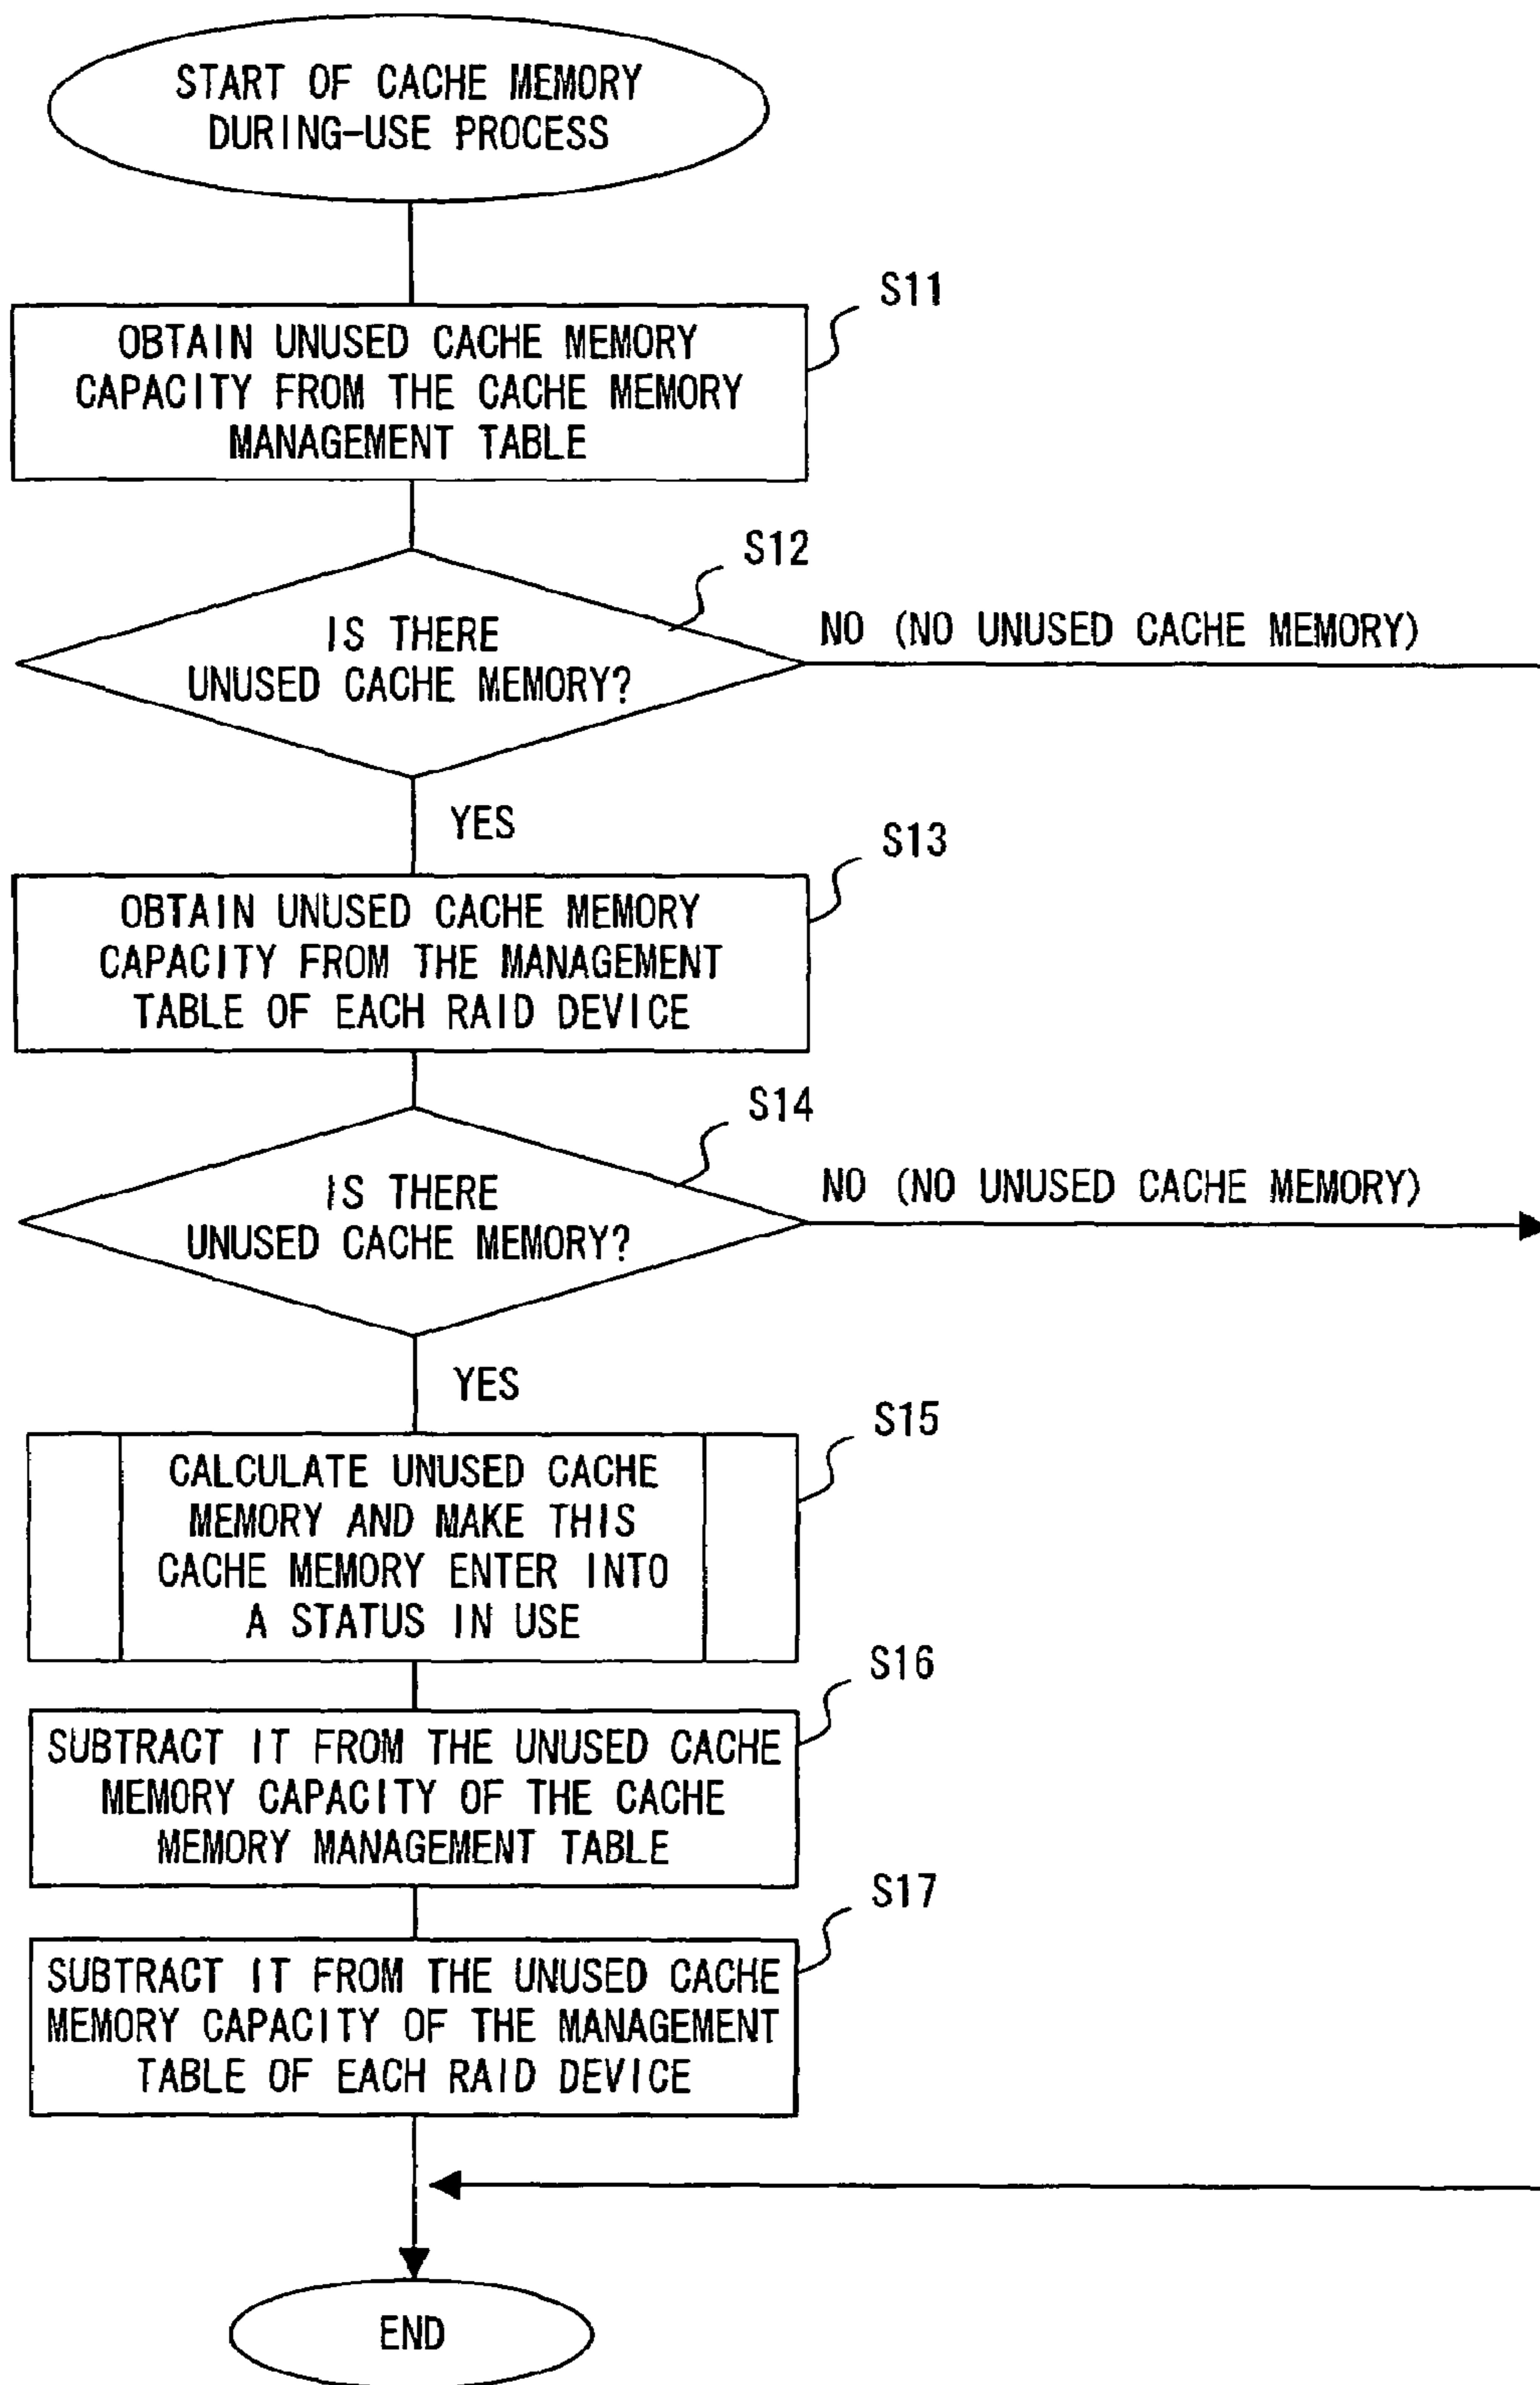 START OF CACHE MEMORY
DURING-USE PROCESS
S11
OBTAIN UNUSED CACHE MEMORY
CAPACITY FROM THE CACHE MEMORY
MANAGEMENT TABLE
S12
IS THERE
UNUSED CACHE MEMORY?
NO (NO UNUSED CACHE MEMORY)
YES
S13
OBTAIN UNUSED CACHE MEMORY
CAPACITY FROM THE MANAGEMENT
TABLE OF EACH RAID DEVICE
S14
IS THERE
UNUSED CACHE MEMORY?
NO (NO UNUSED CACHE MEMORY)
YES
S15
CALCULATE UNUSED CACHE
MEMORY AND MAKE THIS
CACHE MEMORY ENTER INTO
A STATUS IN USE
S16
SUBTRACT IT FROM THE UNUSED CACHE
MEMORY CAPACITY OF THE CACHE
MEMORY MANAGEMENT TABLE
S17
SUBTRACT IT FROM THE UNUSED CACHE
MEMORY CAPACITY OF THE MANAGEMENT
TABLE OF EACH RAID DEVICE
END